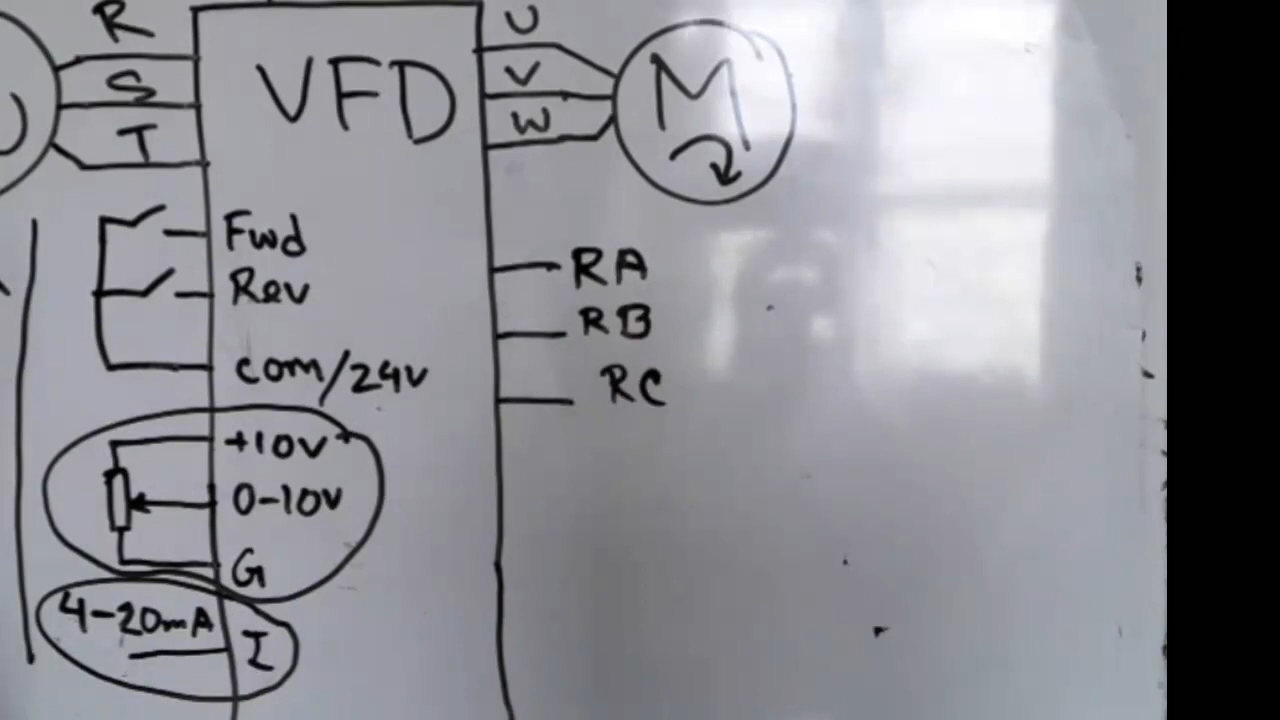 R
S
T
VFD
U
V
W
M
Fwd
Rev
com/24v
+10v
0-10v
G
4-20mA
I
RA
RB
RC